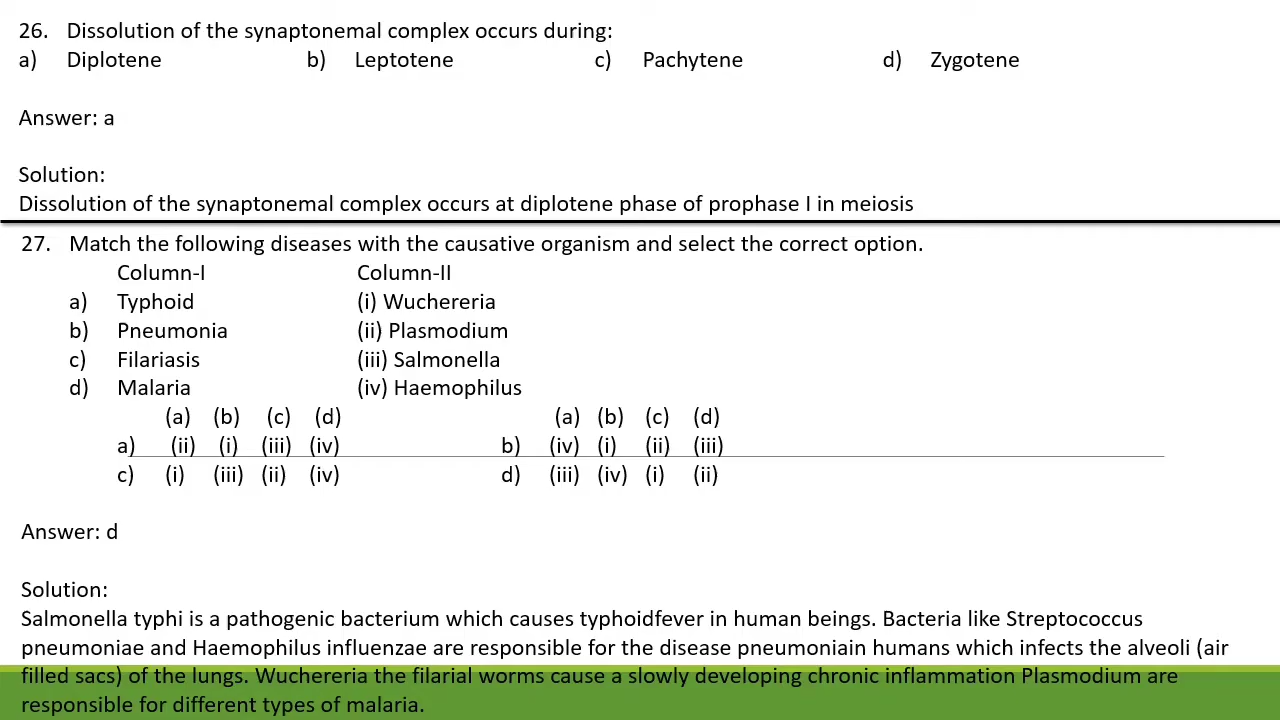 26. Dissolution of the synaptonemal complex occurs during:
a) Diplotene b) Leptotene c) Pachytene d) Zygotene
Answer: a
Solution:
Dissolution of the synaptonemal complex occurs at diplotene phase of prophase I in meiosis
27. Match the following diseases with the causative organism and select the correct option.
Column-I Column-II
a) Typhoid (i) Wuchereria
b) Pneumonia (ii) Plasmodium
c) Filariasis (iii) Salmonella
d) Malaria (iv) Haemophilus
(a) (b) (c) (d) (a) (b) (c) (d)
a) (ii) (i) (iii) (iv) b) (iv) (i) (ii) (iii)
c) (i) (iii) (ii) (iv) d) (iii) (iv) (i) (ii)
Answer: d
Solution:
Salmonella typhi is a pathogenic bacterium which causes typhoidfever in human beings. Bacteria like Streptococcus
pneumoniae and Haemophilus influenzae are responsible for the disease pneumoniain humans which infects the alveoli (air
filled sacs) of the lungs. Wuchereria the filarial worms cause a slowly developing chronic inflammation Plasmodium are
responsible for different types of malaria.